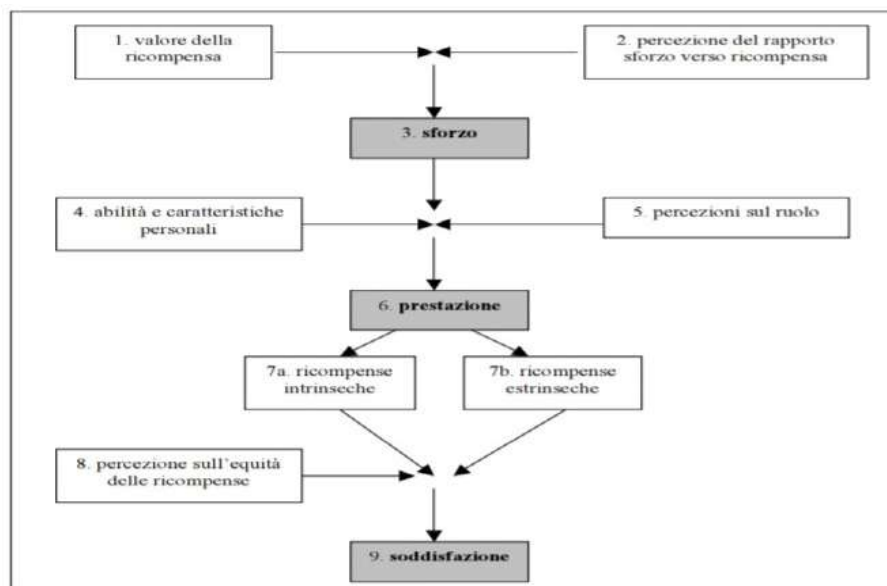 1. valore della
ricompensa
2. percezione del rapporto
sforzo verso ricompensa
3. sforzo
4. abilità e caratteristiche
personali
5. percezioni sul ruolo
6. prestazione
7a. ricompense
intrinseche
7b. ricompense
estrinseche
8. percezione sull'equità
delle ricompense
9. soddisfazione